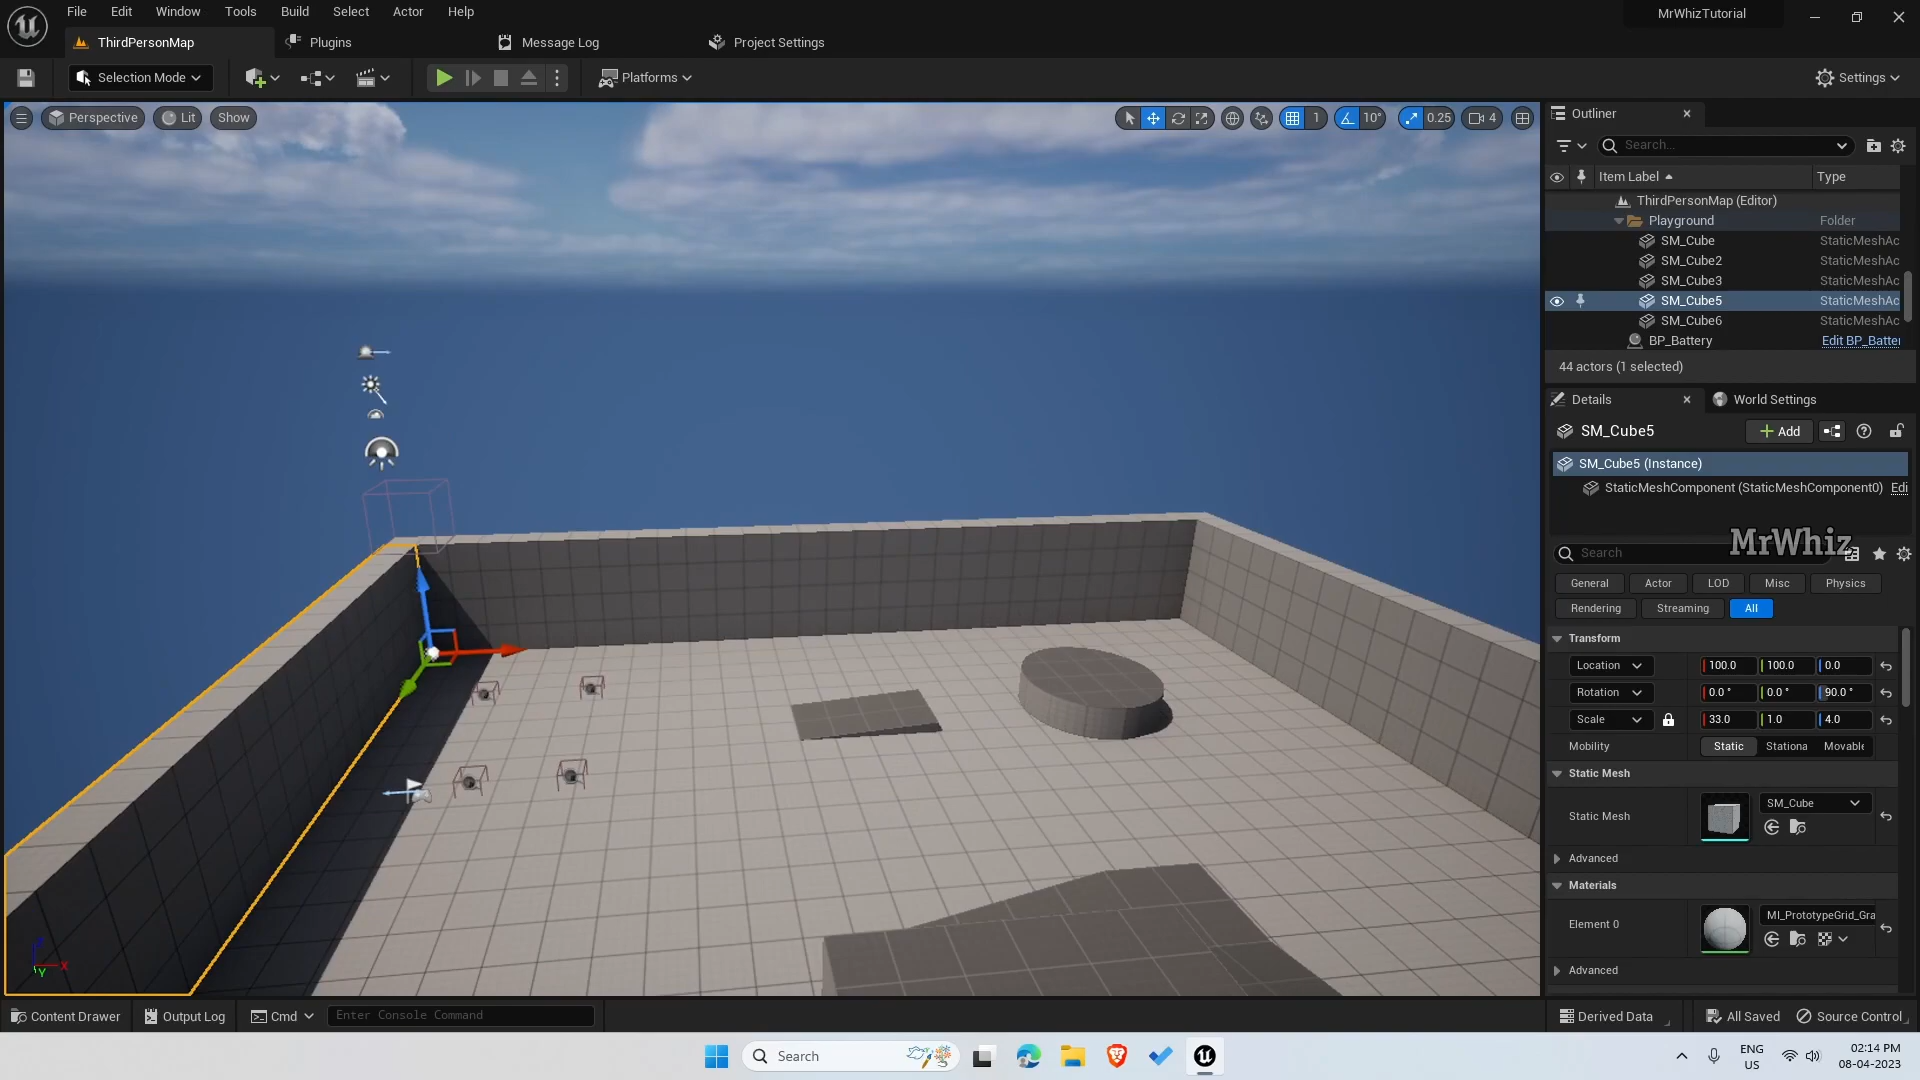 File Edit Window Tools Build Select Actor Help
MrWhizTutorial
ThirdPersonMap
Plugins
Message Log
Project Settings
Selection Mode
Platforms
Settings
Perspective
Lit
Show
1
10°
0.25
4
Outliner
Search...
Item Label
Type
ThirdPersonMap (Editor)
Playground Folder
SM_Cube StaticMeshAc
SM_Cube2 StaticMeshAc
SM_Cube3 StaticMeshAc
SM_Cube5 StaticMeshAc
SM_Cube6 StaticMeshAc
BP_Battery Edit BP_Batter
44 actors (1 selected)
Details
World Settings
SM_Cube5
Add
SM_Cube5 (Instance)
StaticMeshComponent (StaticMeshComponent0) Edi
MrWhiz
Search
General Actor LOD Misc Physics
Rendering Streaming All
Transform
Location 100.0 100.0 0.0
Rotation 0.0° 0.0° 90.0°
Scale 33.0 1.0 4.0
Mobility Static Stationa Movable
Static Mesh
SM_Cube
Static Mesh
Advanced
Materials
MI_PrototypeGrid_Gra
Element 0
Advanced
X
Y
Content Drawer
Output Log
Cmd
Enter Console Command
Derived Data
All Saved
Source Control
Search
ENG
US
02:14 PM
08-04-2023